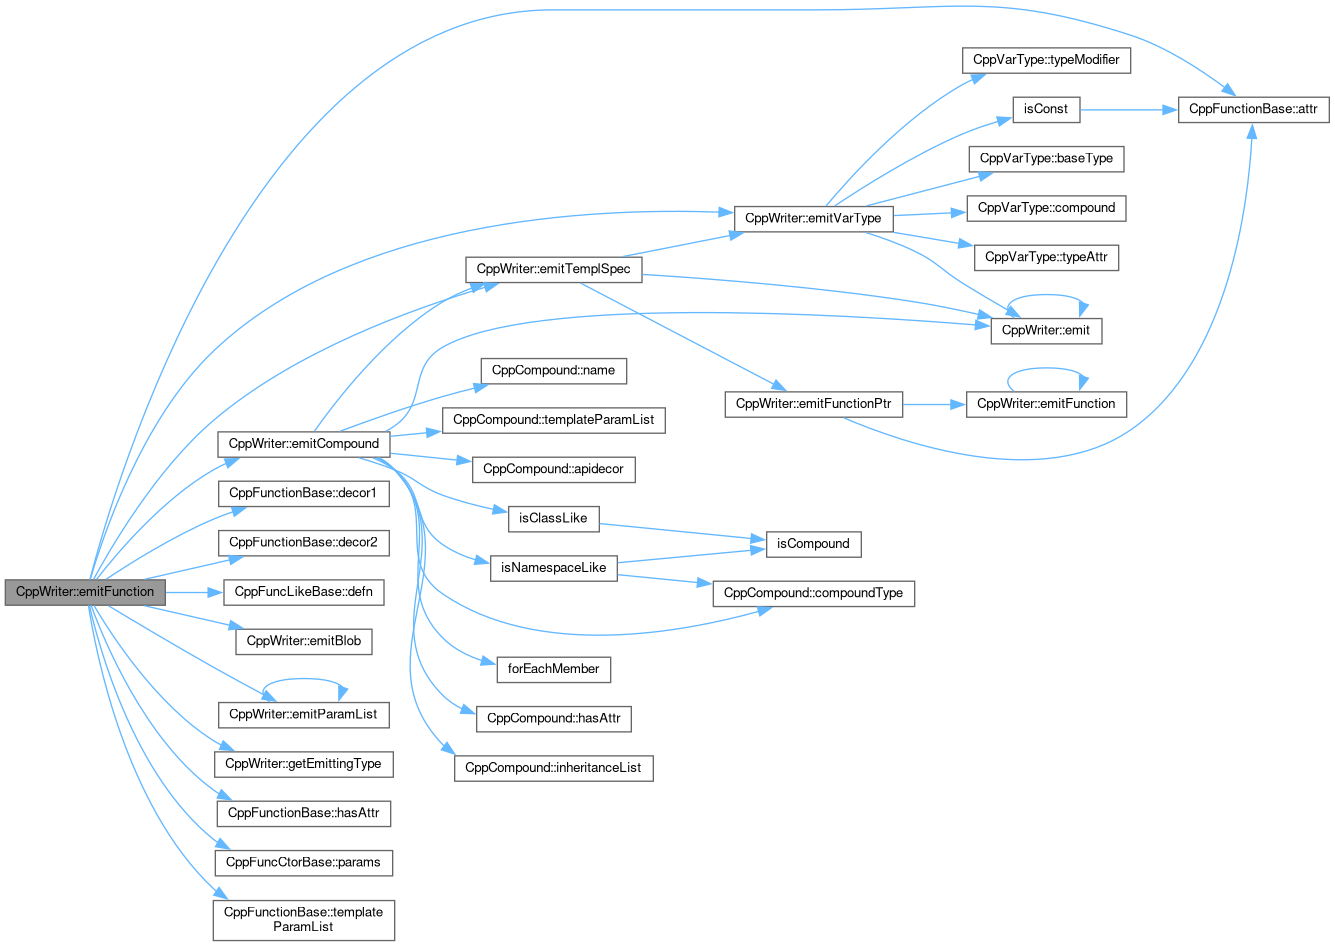 CppVarType::typeModifier
isConst
CppFunctionBase::attr
CppVarType::baseType
CppVarType::compound
CppWriter::emitVarType
CppVarType::typeAttr
CppWriter::emitTemplSpec
CppWriter::emit
CppCompound::name
CppWriter::emitFunctionPtr
CppWriter::emitFunction
CppCompound::templateParamList
CppWriter::emitCompound
CppCompound::apidecor
CppFunctionBase::decor1
isClassLike
CppFunctionBase::decor2
isCompound
isNamespaceLike
CppWriter::emitFunction
CppFuncLikeBase::defn
CppCompound::compoundType
CppWriter::emitBlob
forEachMember
CppWriter::emitParamList
CppCompound::hasAttr
CppWriter::getEmittingType
CppCompound::inheritanceList
CppFunctionBase::hasAttr
CppFuncCtorBase::params
CppFunctionBase::template
ParamList